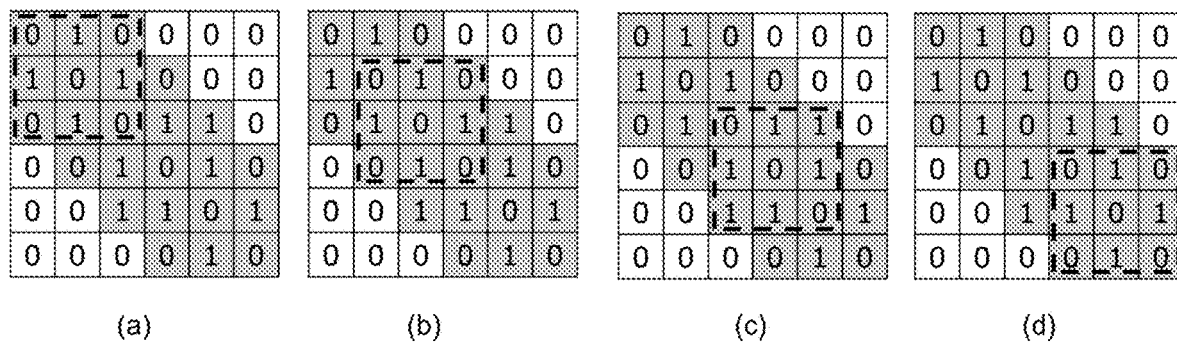 0 1 0 0 0 0 0 1 0 0 0 0 0 1 0 0 0 0 0 1 0 0 0 0
1 0 1 0 0 0 1 0 1 0 0 0 1 0 1 0 0 0 1 0 1 0 0 0
0 1 0 1 1 0 0 1 0 1 1 0 0 1 0 1 1 0 0 1 0 1 1 0
0 0 1 0 1 0 0 0 1 0 1 0 0 0 1 0 1 0 0 0 1 0 1 0
0 0 1 1 0 1 0 0 1 1 0 1 0 0 1 1 0 1 0 0 1 1 0 1
0 0 0 0 1 0 0 0 0 0 1 0 0 0 0 0 1 0 0 0 0 0 1 0
(a) (b) (c) (d)